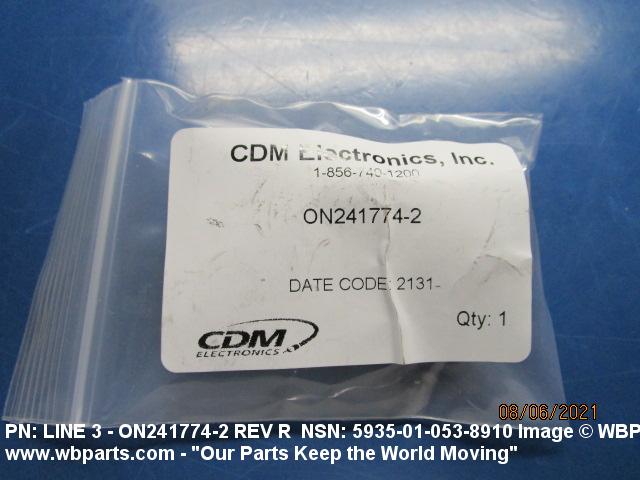 CDM Electronics, Inc.
1-856-740-1200
ON241774-2
DATE CODE: 2131-
Qty: 1
CDM
ELECTRONICS
08/06/2021
PN: LINE 3 - ON241774-2 REV R NSN: 5935-01-053-8910 Image © WBP
www.wbparts.com - "Our Parts Keep the World Moving"